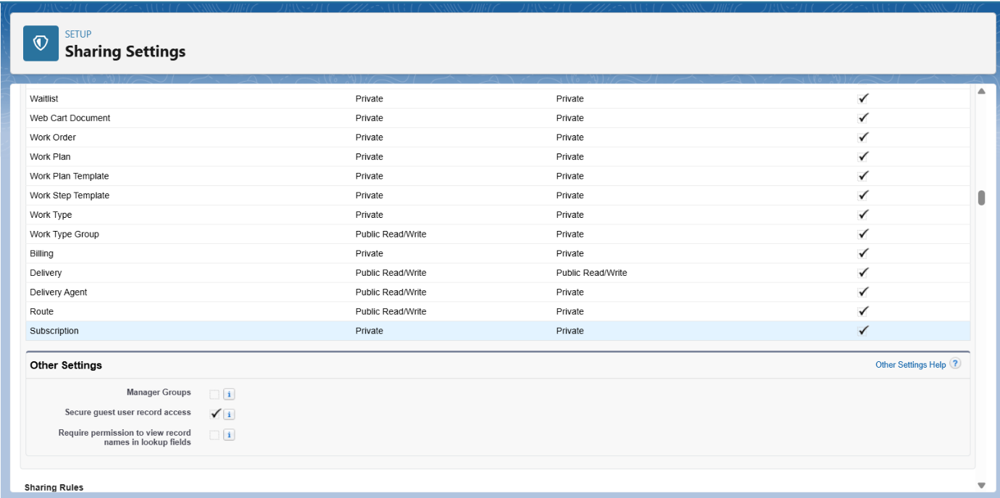 SETUP
Sharing Settings
Waitlist Private Private
Web Cart Document Private Private
Work Order Private Private
Work Plan Private Private
Work Plan Template Private Private
Work Step Template Private Private
Work Type Private Private
Work Type Group Public Read/Write Private
Billing Private Private
Delivery Public Read/Write Public Read/Write
Delivery Agent Public Read/Write Private
Route Public Read/Write Private
Subscription Private Private
Other Settings Other Settings Help ?
Manager Groups i
Secure guest user record access i
Require permission to view record i
names in lookup fields
Sharing Rules